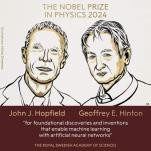 THE NOBEL PRIZE
IN PHYSICS 2024
John J. Hopfield
Geoffrey E. Hinton
"for foundational discoveries and inventions
that enable machine learning
with artificial neural networks"
THE ROYAL SWEDISH ACADEMY OF SCIENCES